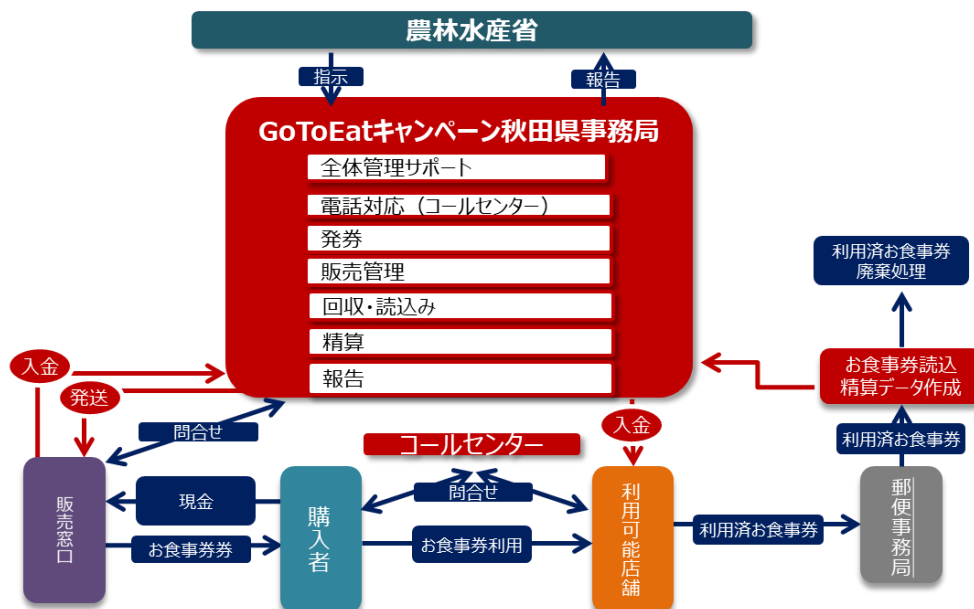 農林水産省
指示
報告
GoToEatキャンペーン秋田県事務局
全体管理サポート
電話対応（コールセンター）
発券
販売管理
回収・読込み
精算
報告
利用済お食事券
廃棄処理
入金
発送
お食事券読込
精算データ作成
問合せ
コールセンター
入金
利用済お食事券
問合せ
販売窓口
現金
お食事券券
購入者
お食事券利用
利用可能店舗
利用済お食事券
郵便事務局